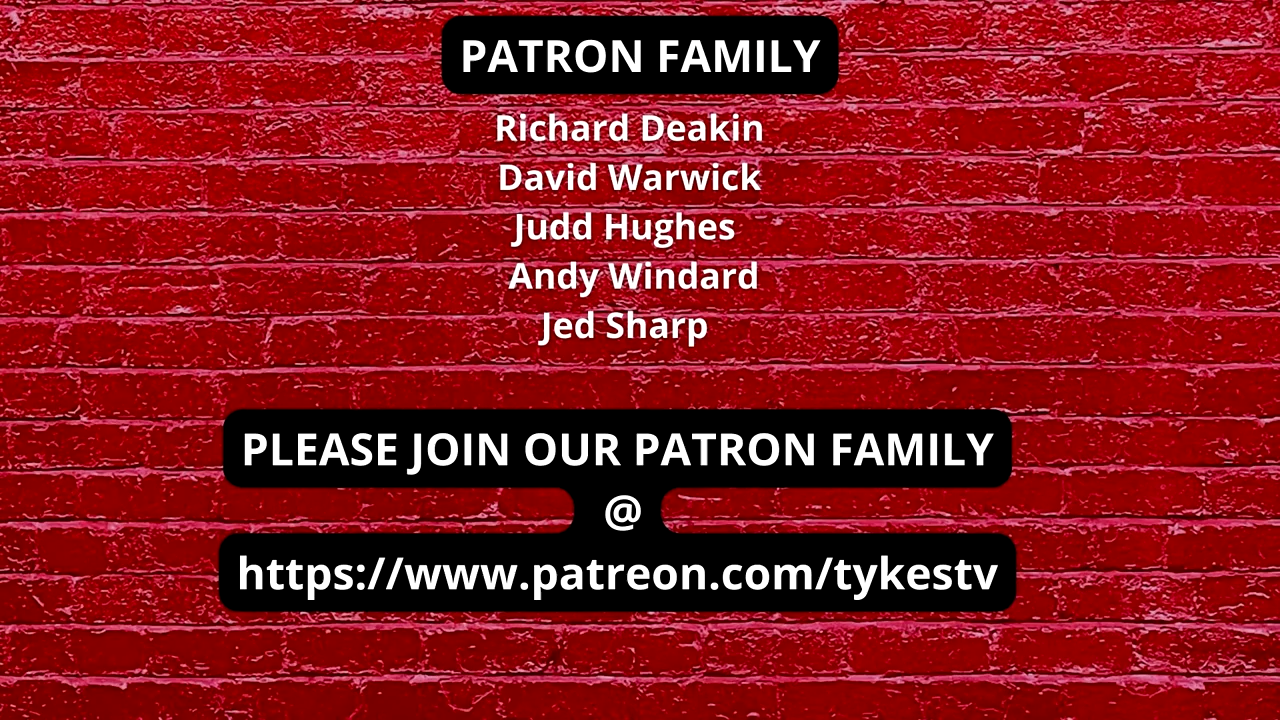 PATRON FAMILY
Richard Deakin
David Warwick
Judd Hughes
Andy Windard
Jed Sharp
PLEASE JOIN OUR PATRON FAMILY
@
https://www.patreon.com/tykestv